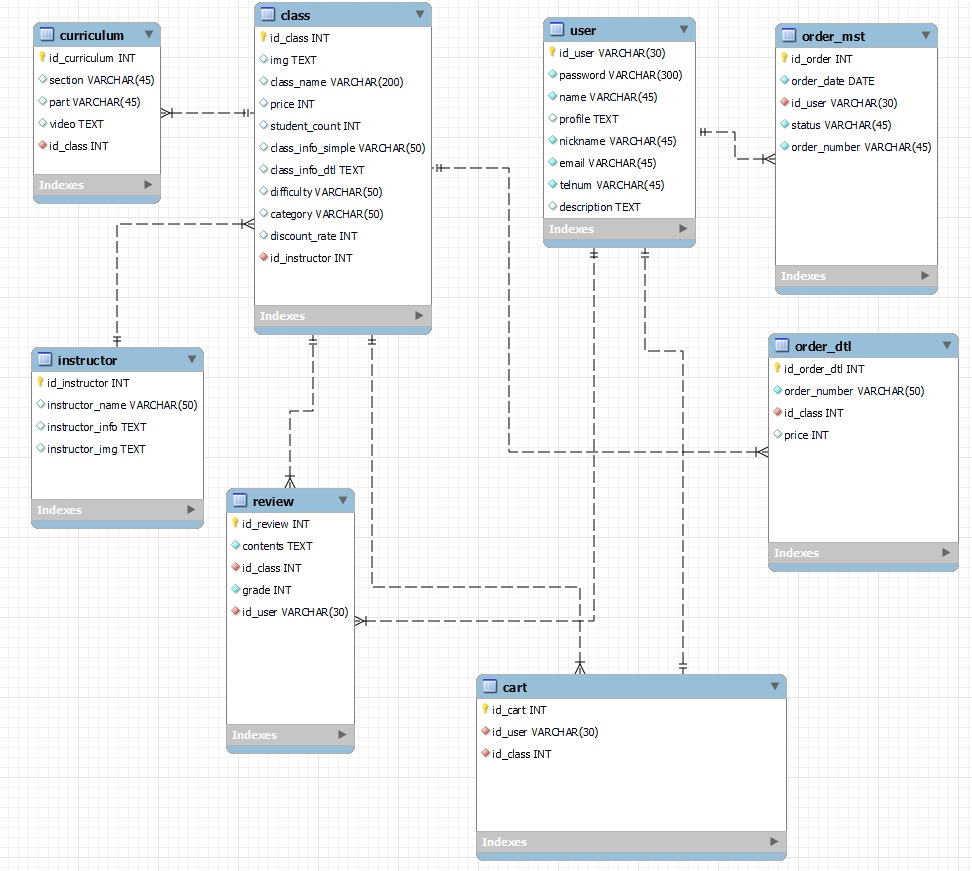 curriculum
id_curriculum INT
section VARCHAR(45)
part VARCHAR(45)
video TEXT
id_class INT
Indexes
class
id_class INT
img TEXT
class_name VARCHAR(200)
price INT
student_count INT
class_info_simple VARCHAR(50)
class_info_dtl TEXT
difficulty VARCHAR(50)
category VARCHAR(50)
discount_rate INT
id_instructor INT
Indexes
user
id_user VARCHAR(30)
password VARCHAR(300)
name VARCHAR(45)
profile TEXT
nickname VARCHAR(45)
email VARCHAR(45)
telnum VARCHAR(45)
description TEXT
Indexes
order_mst
id_order INT
order_date DATE
id_user VARCHAR(30)
status VARCHAR(45)
order_number VARCHAR(45)
Indexes
instructor
id_instructor INT
instructor_name VARCHAR(50)
instructor_info TEXT
instructor_img TEXT
Indexes
order_dtl
id_order_dtl INT
order_number VARCHAR(50)
id_class INT
price INT
Indexes
review
id_review INT
contents TEXT
id_class INT
grade INT
id_user VARCHAR(30)
Indexes
cart
id_cart INT
id_user VARCHAR(30)
id_class INT
Indexes